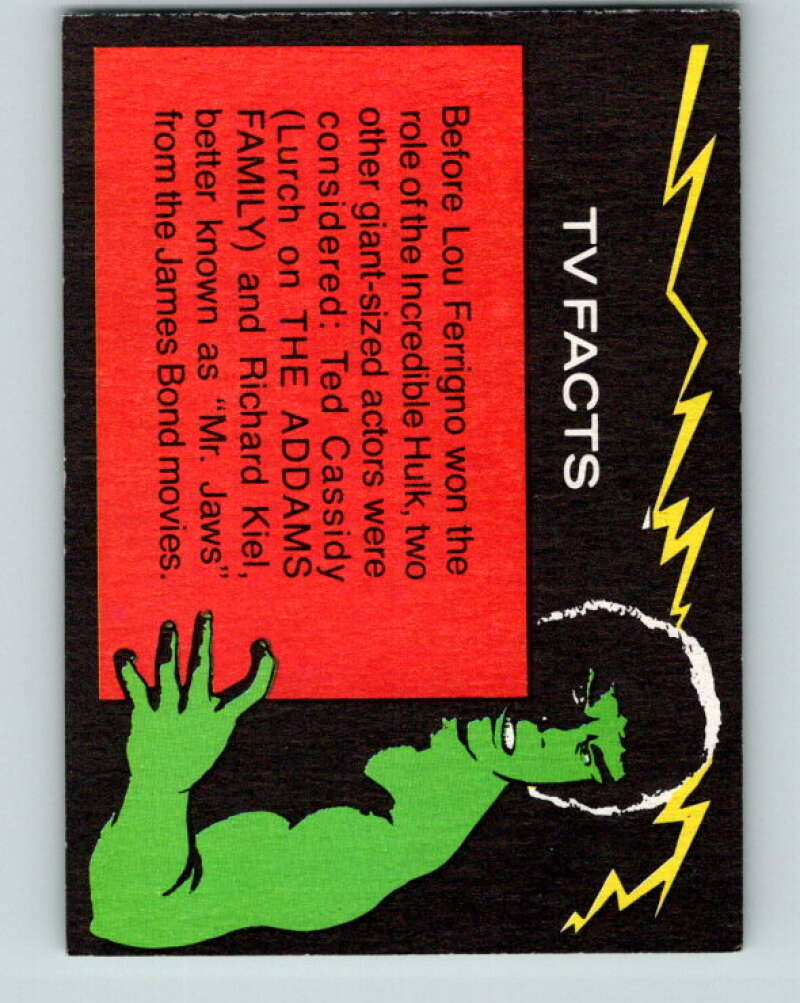 TV FACTS
Before Lou Ferrigno won the
role of the Incredible Hulk, two
other giant-sized actors were
considered: Ted Cassidy
(Lurch on THE ADDAMS
FAMILY) and Richard Kiel,
better known as "Mr. Jaws"
from the James Bond movies.